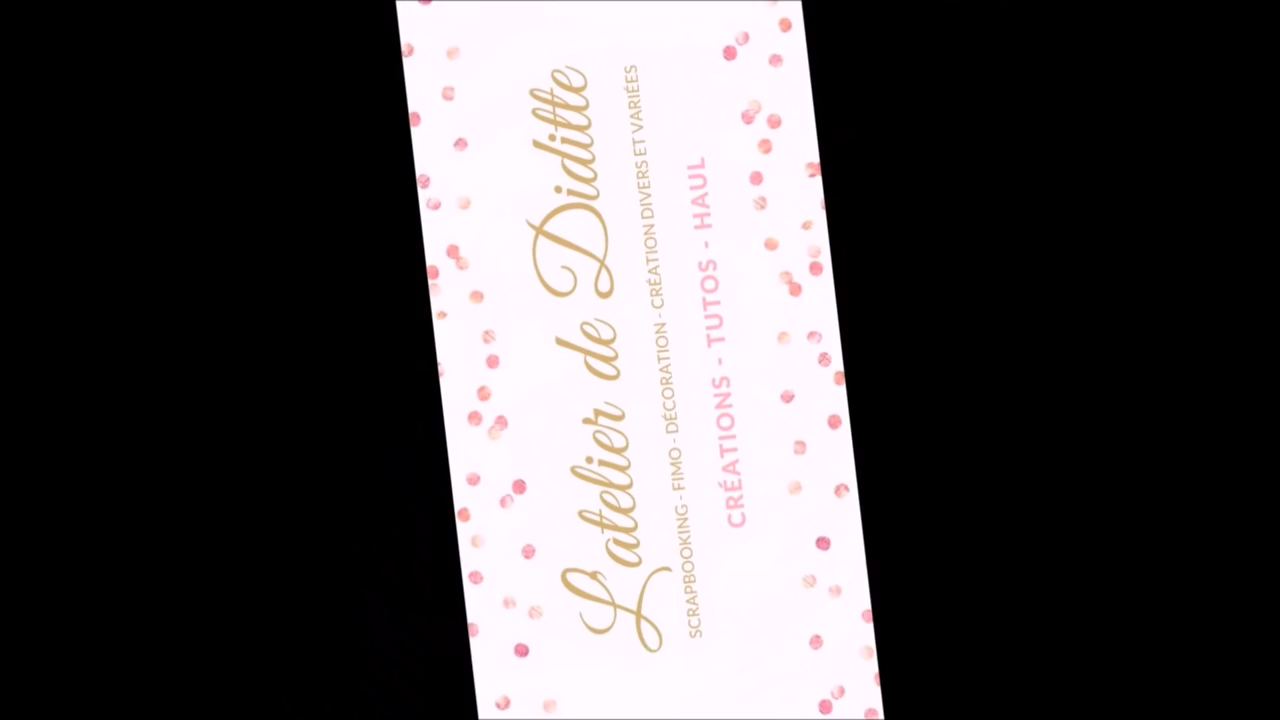 L'atelier de Diditte
SCRAPBOOKING - FIMO - DÉCORATION - CRÉATION DIVERS ET VARIÉES
CRÉATIONS - TUTOS - HAUL